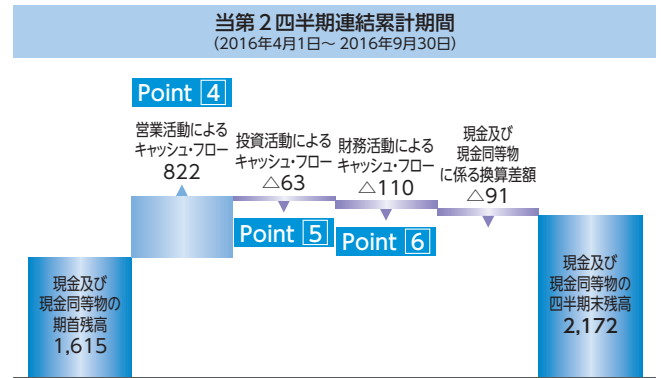 当第２四半期連結累計期間
(2016年4月1日～2016年9月30日)
Point 4
営業活動による
キャッシュ・フロー
822
投資活動による
キャッシュ・フロー
△63
Point 5
財務活動による
キャッシュ・フロー
△110
Point 6
現金及び
現金同等物
に係る換算差額
△91
現金及び
現金同等物の
期首残高
1,615
現金及び
現金同等物の
四半期末残高
2,172